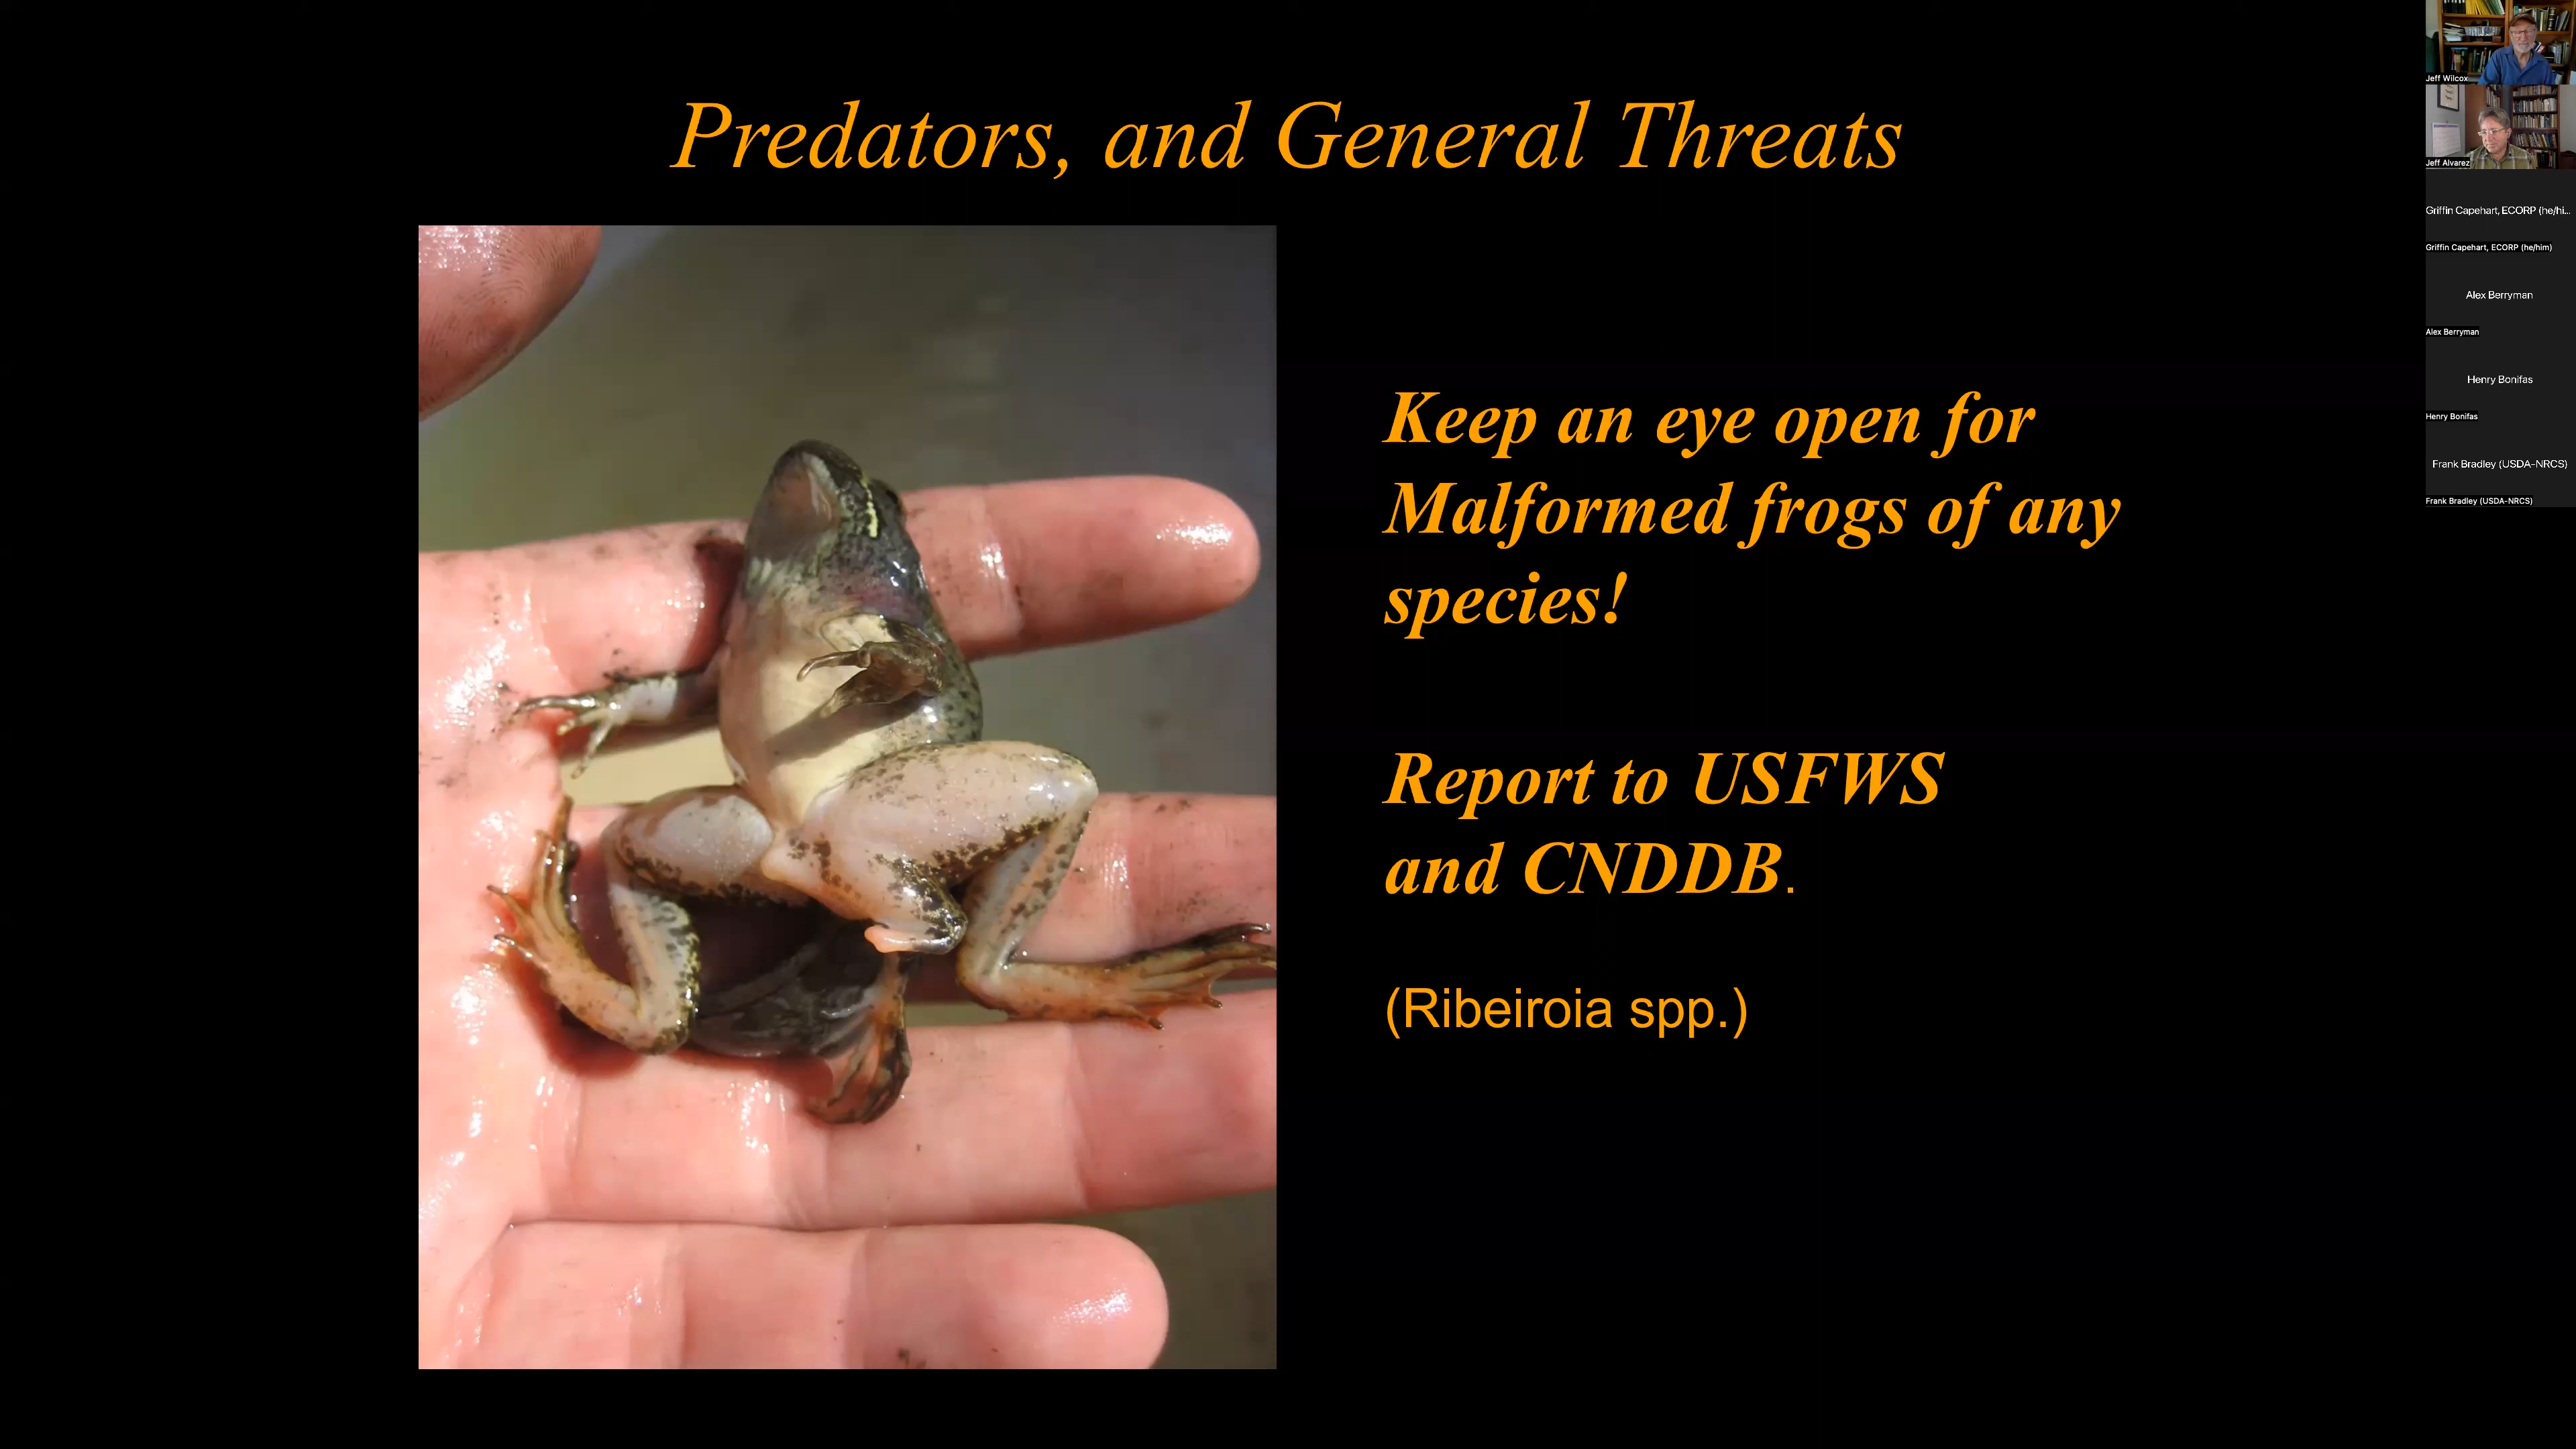 Predators, and General Threats
Keep an eye open for
Malformed frogs of any
species!
Report to USFWS
and CNDDB.
(Ribeiroia spp.)
Jeff Wilcox
Jeff Alvarez
Griffin Capehart, ECORP (he/hi...
Griffin Capehart, ECORP (he/him)
Alex Berryman
Alex Berryman
Henry Bonifas
Henry Bonifas
Frank Bradley (USDA-NRCS)
Frank Bradley (USDA-NRCS)